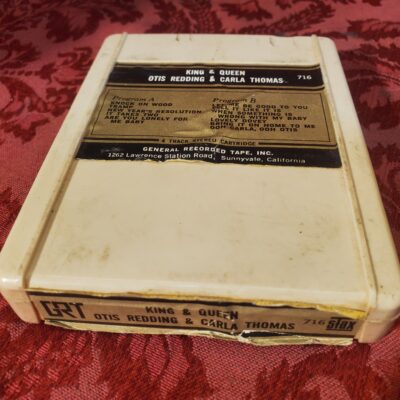 KING & QUEEN
OTIS REDDING & CARLA THOMAS 716
Program A
KNOCK ON WOOD
TRAMP
NEW YEAR'S RESOLUTION
IT TAKES TWO
ARE YOU LONELY FOR
ME BABY
Program B
LET ME BE GOOD TO YOU
TELL IT LIKE IT IS
WHEN SOMETHING IS
WRONG WITH MY BABY
LOVEY DOVEY
BRING IT ON HOME TO ME
OOH CARLA, OOH OTIS
4 TRACK STEREO CARTRIDGE
GENERAL RECORDED TAPE, INC.
1262 Lawrence Station Road, Sunnyvale, California
GRT
KING & QUEEN
OTIS REDDING & CARLA THOMAS 716 STAX